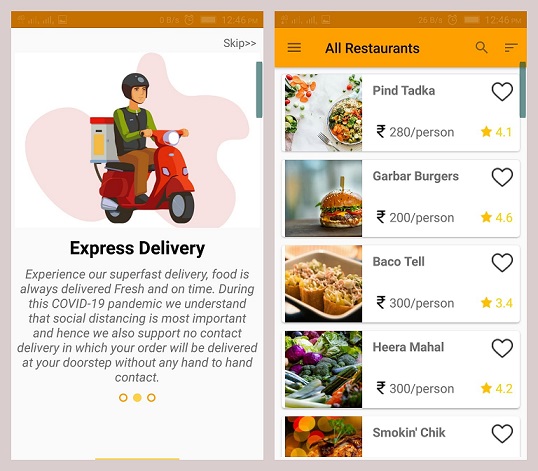 0 B/s 12:46 PM
Skip>>
Express Delivery
Experience our superfast delivery, food is
always delivered Fresh and on time. During
this COVID-19 pandemic we understand
that social distancing is most important
and hence we also support no contact
delivery in which your order will be delivered
at your doorstep without any hand to hand
contact.
26 B/s 12:46 PM
All Restaurants
Pind Tadka
₹ 280/person 4.1
Garbar Burgers
₹ 200/person 4.6
Baco Tell
₹ 300/person 3.4
Heera Mahal
₹ 300/person 4.2
Smokin' Chik